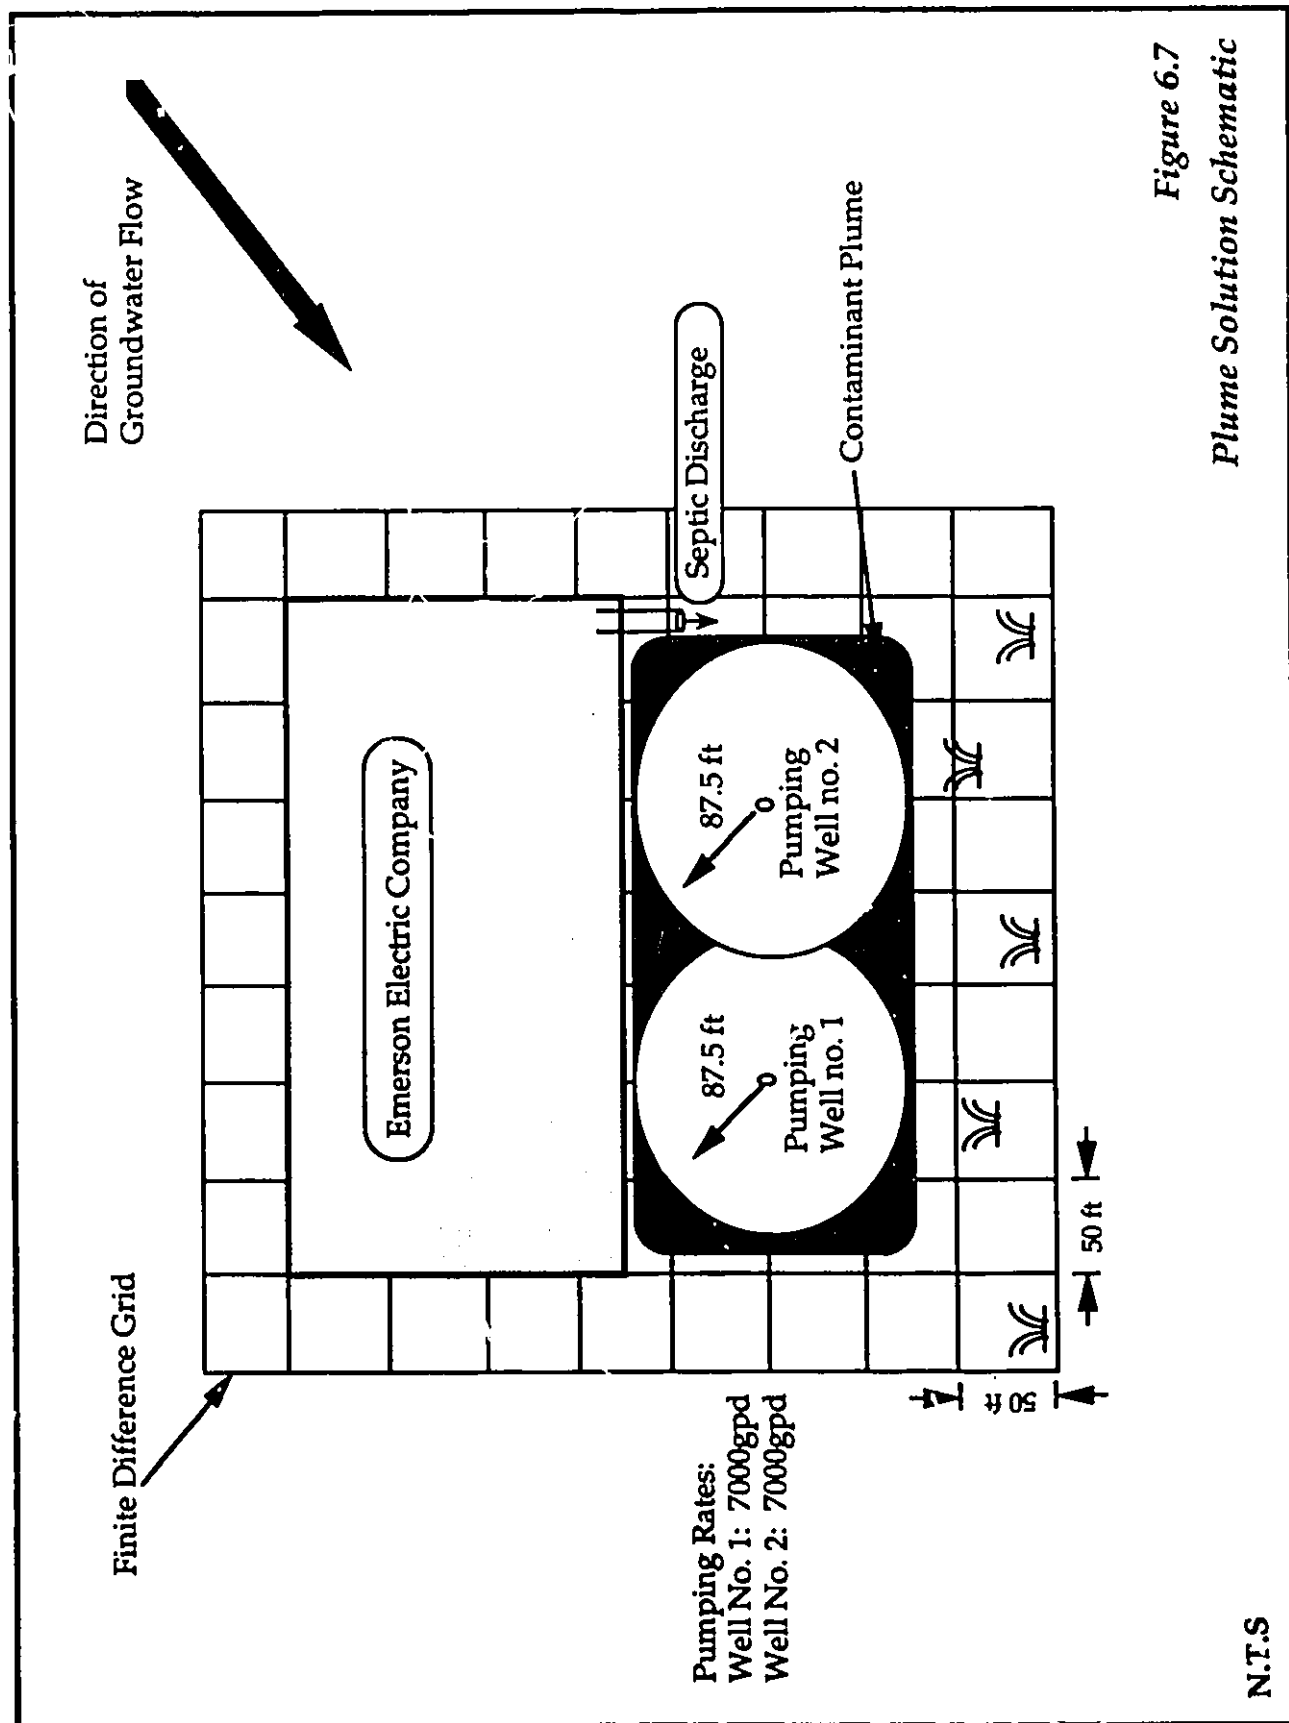 Finite Difference Grid
Direction of
Groundwater Flow
Emerson Electric Company
Septic Discharge
87.5 ft
Pumping
Well no. 1
87.5 ft
Pumping
Well no. 2
Contaminant Plume
Pumping Rates:
Well No. 1: 7000gpd
Well No. 2: 7000gpd
50 ft
50 ft
N.T.S
Figure 6.7
Plume Solution Schematic